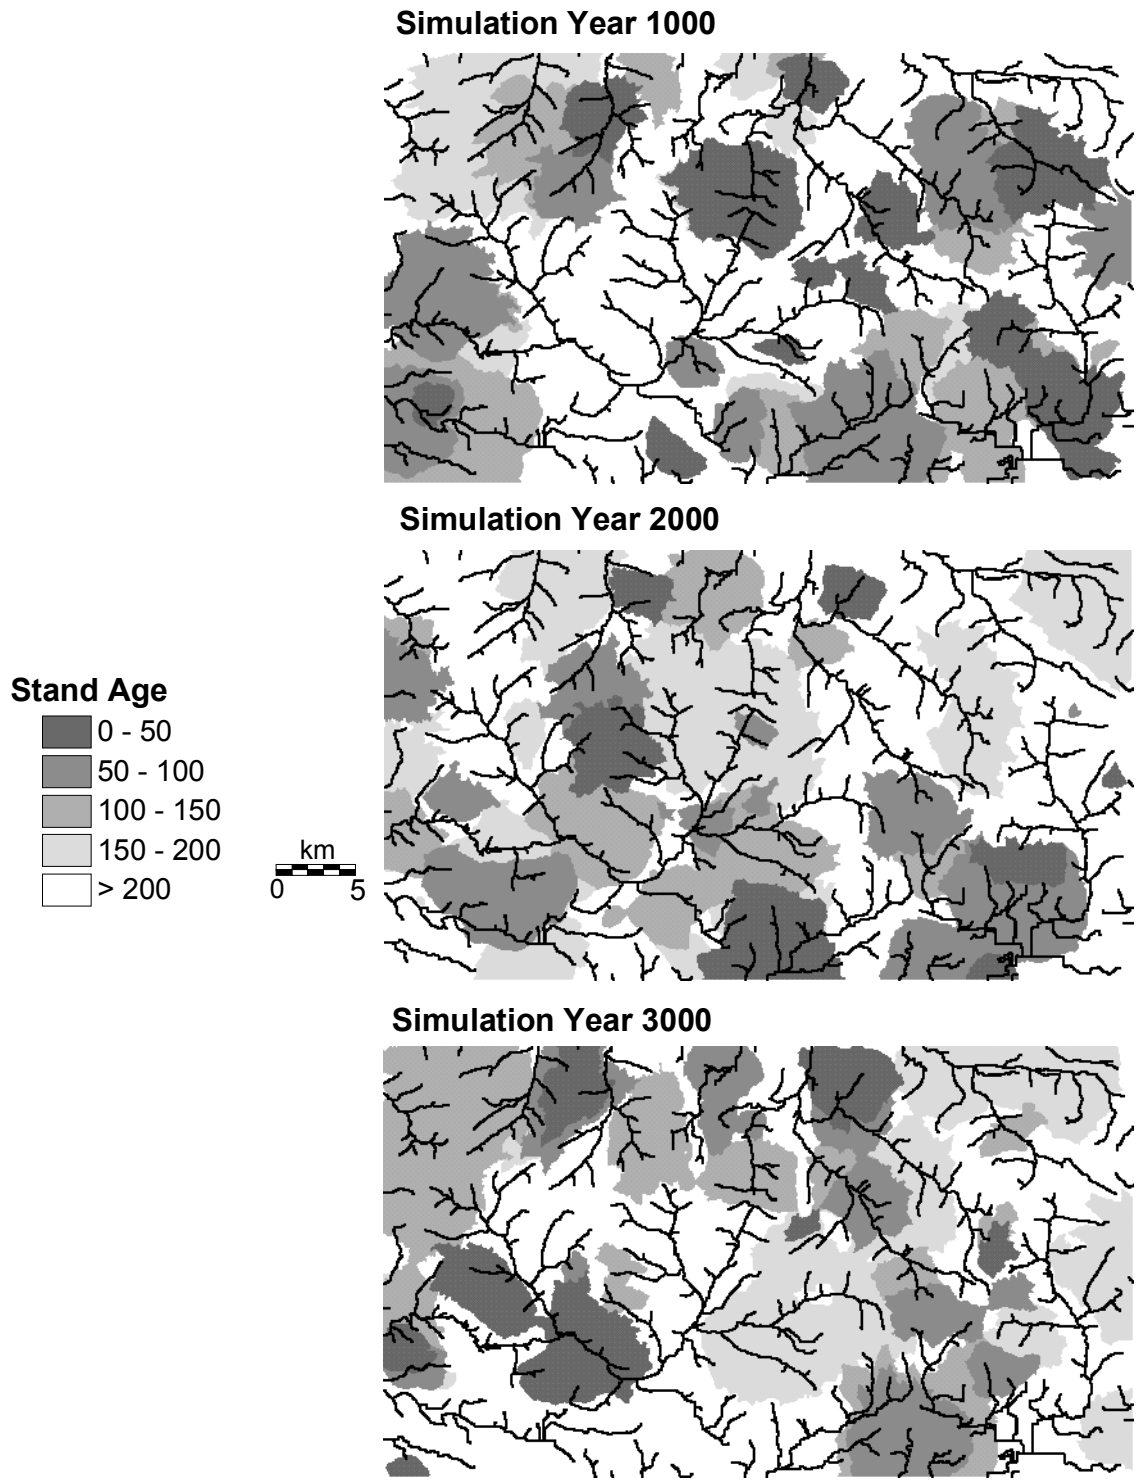 Simulation Year 1000
Simulation Year 2000
Stand Age
0 - 50
50 - 100
100 - 150
150 - 200
> 200
km
0 5
Simulation Year 3000